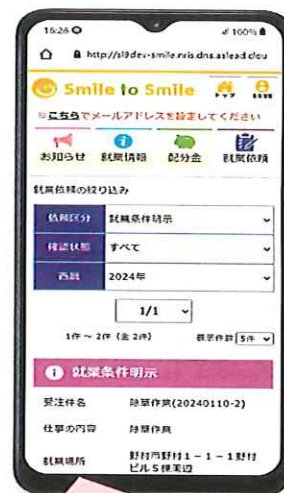 16:26
100%
http://sl9dev-smile.nris.dns.aslead.clou
Smile to Smile
トップ
※こちらでメールアドレスを設定してください
お知らせ 就業情報 配分金 就業依頼
就業依頼の絞り込み
依頼区分 就業条件明示
確認状態 すべて
西暦 2024年
1/1
1件 ～ 2件 (全 2件) 表示件数 5件
就業条件明示
受注件名 除草作業(20240110-2)
仕事の内容 除草作業
就業場所 野村市野村1-1-1野村
ビルS棟美辺